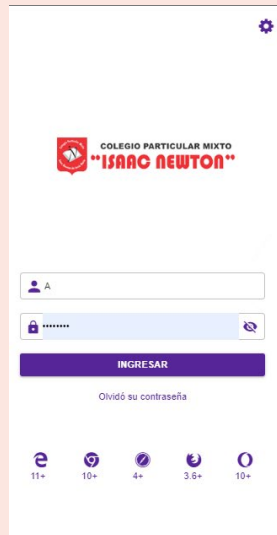 COLEGIO PARTICULAR MIXTO
"ISAAC NEWTON"
A
••••••••
INGRESAR
Olvidó su contraseña
11+ 10+ 4+ 3.6+ 10+